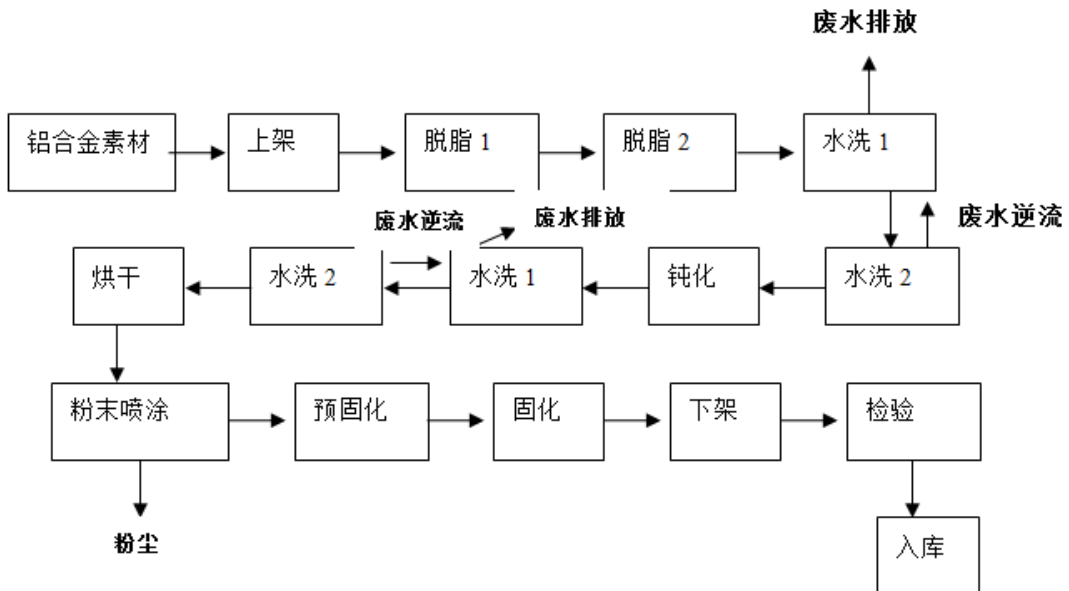 废水排放
铝合金素材
上架
脱脂 1
脱脂 2
水洗 1
废水逆流
废水排放
废水逆流
烘干
水洗 2
水洗 1
钝化
水洗 2
粉末喷涂
预固化
固化
下架
检验
粉尘
入库